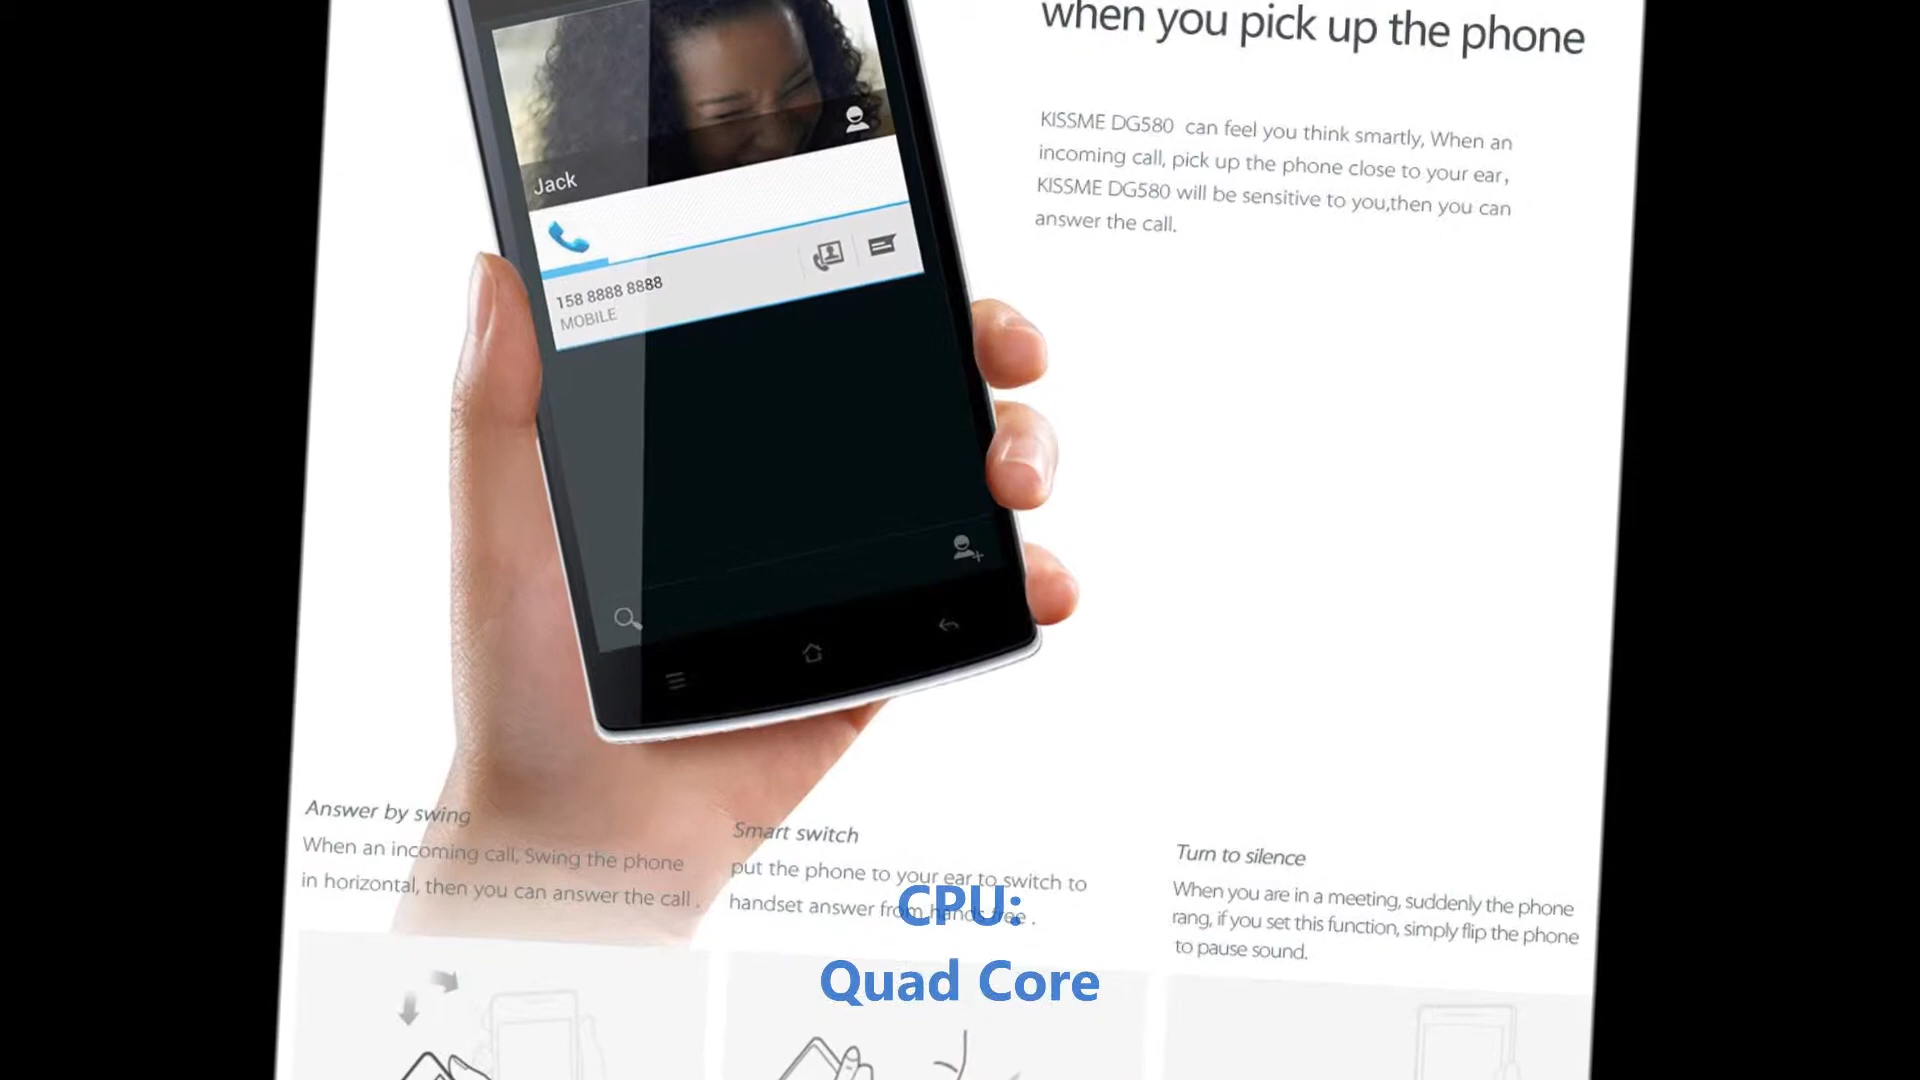 when you pick up the phone
KISSME DG580 can feel you think smartly, When an
incoming call, pick up the phone close to your ear,
KISSME DG580 will be sensitive to you,then you can
answer the call.
Jack
158 8888 8888
MOBILE
Answer by swing
When an incoming call, Swing the phone
in horizontal, then you can answer the call .
Smart switch
put the phone to your ear to switch to
handset answer from hands free .
Turn to silence
When you are in a meeting, suddenly the phone
rang, if you set this function, simply flip the phone
to pause sound.
CPU:
Quad Core